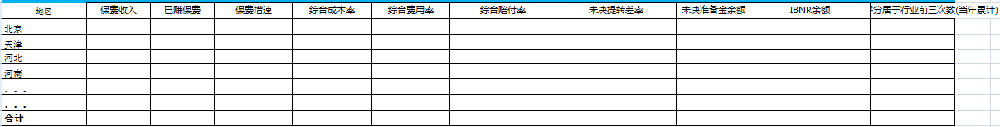 地区 保费收入 已赚保费 保费增速 综合成本率 综合费用率 综合赔付率 未决提转差率 未决准备金余额 IBNR余额 分居于行业前三次数(当年累计)
北京
天津
河北
河南
...
...
合计